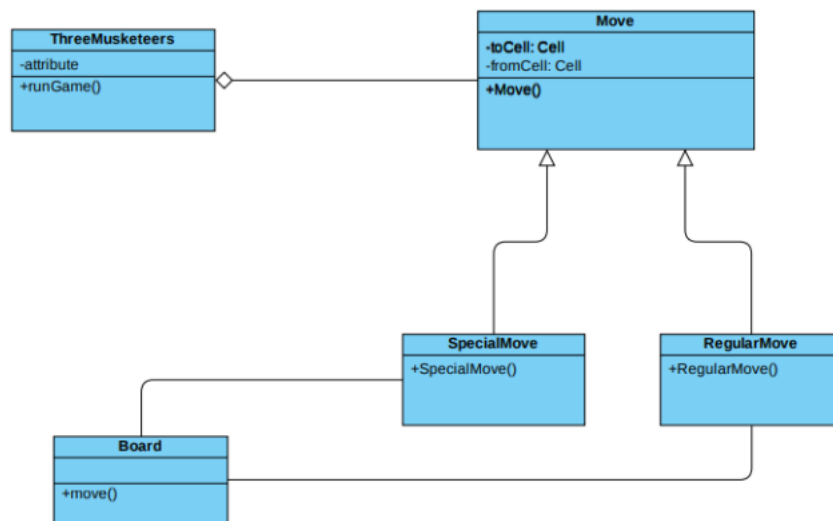 ThreeMusketeers
-attribute
+runGame()
Move
-toCell: Cell
-fromCell: Cell
+Move()
SpecialMove
+SpecialMove()
RegularMove
+RegularMove()
Board
+move()